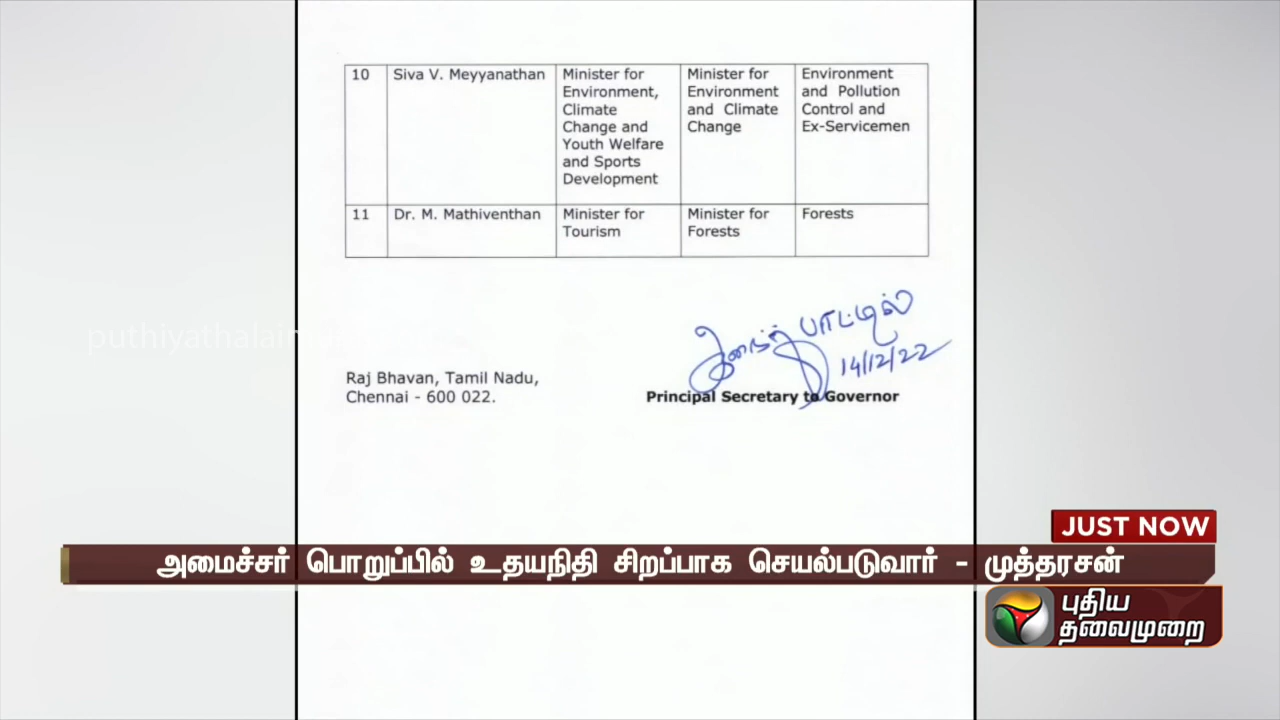 10
Siva V. Meyyanathan
Minister for
Environment,
Climate
Change and
Youth Welfare
and Sports
Development
Minister for
Environment
and Climate
Change
Environment
and Pollution
Control and
Ex-Servicemen
11
Dr. M. Mathiventhan
Minister for
Tourism
Minister for
Forests
Forests
பாட்டில்
14/12/22
Raj Bhavan, Tamil Nadu,
Chennai - 600 022.
Principal Secretary to Governor
JUST NOW
அமைச்சர் பொறுப்பில் உதயநிதி சிறப்பாக செயல்படுவார் - முத்தரசன்
புதிய
தலைமுறை